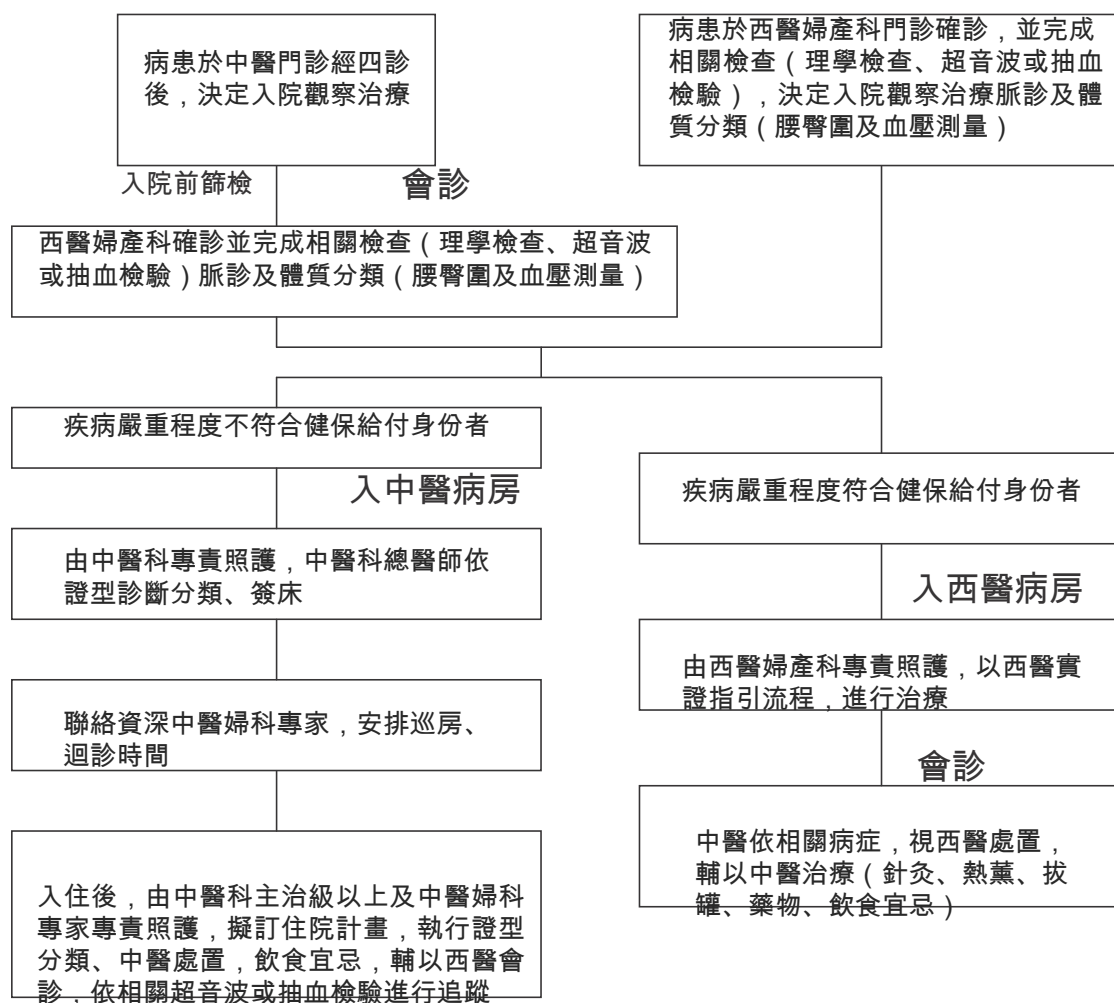 病患於中醫門診經四診
後，決定入院觀察治療
病患於西醫婦產科門診確診，並完成
相關檢查（理學檢查、超音波或抽血
檢驗），決定入院觀察治療脈診及體
質分類（腰臀圍及血壓測量）
入院前篩檢
會診
西醫婦產科確診並完成相關檢查（理學檢查、超音波
或抽血檢驗）脈診及體質分類（腰臀圍及血壓測量）
疾病嚴重程度不符合健保給付身份者
入中醫病房
由中醫科專責照護，中醫科總醫師依
證型診斷分類、簽床
聯絡資深中醫婦科專家，安排巡房、
迴診時間
入住後，由中醫科主治級以上及中醫婦科
專家專責照護，擬訂住院計畫，執行證型
分類、中醫處置，飲食宜忌，輔以西醫會
診，依相關超音波或抽血檢驗進行追蹤
疾病嚴重程度符合健保給付身份者
入西醫病房
由西醫婦產科專責照護，以西醫實
證指引流程，進行治療
會診
中醫依相關病症，視西醫處置，
輔以中醫治療（針灸、熱薰、拔
罐、藥物、飲食宜忌）